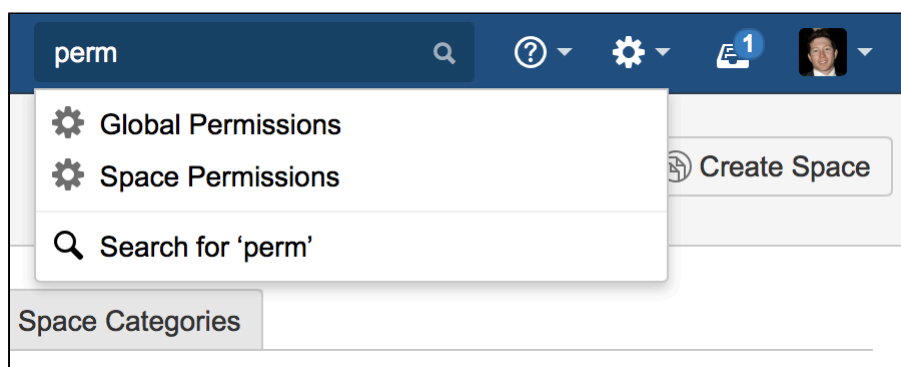 perm
?
1
Global Permissions
Space Permissions
Create Space
Search for ‘perm’
Space Categories